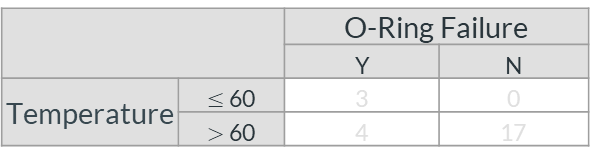 O-Ring Failure
Y N
Temperature ≤ 60 3 0
> 60 4 17